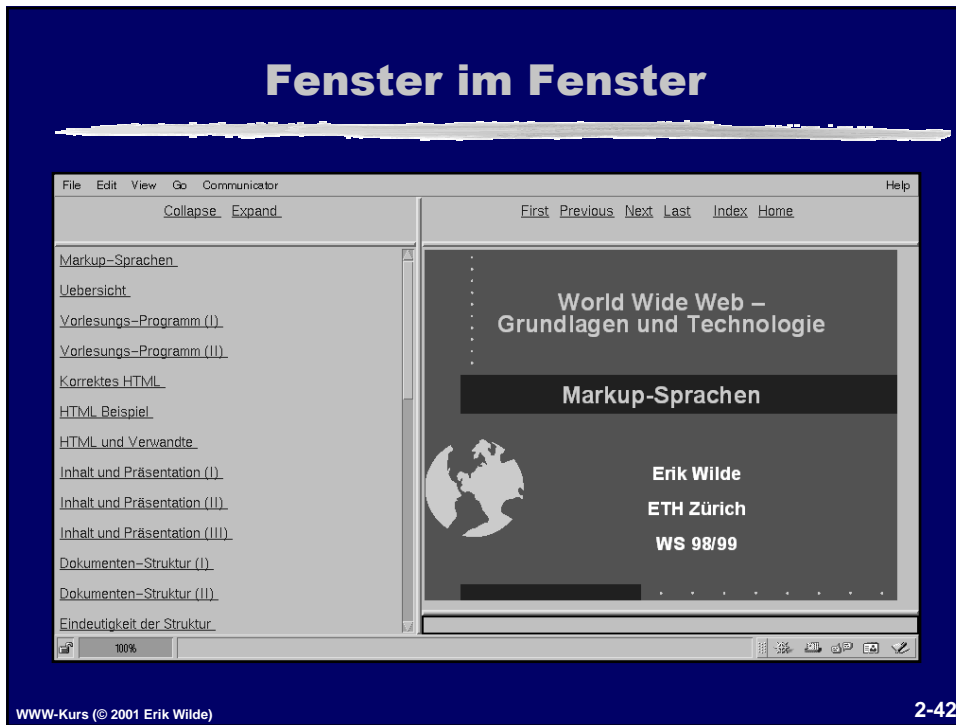 Fenster im Fenster
File Edit View Go Communicator Help
Collapse Expand
First Previous Next Last Index Home
Markup-Sprachen
Uebersicht
Vorlesungs-Programm (I)
Vorlesungs-Programm (II)
Korrektes HTML
HTML Beispiel
HTML und Verwandte
Inhalt und Präsentation (I)
Inhalt und Präsentation (II)
Inhalt und Präsentation (III)
Dokumenten-Struktur (I)
Dokumenten-Struktur (II)
Eindeutigkeit der Struktur
World Wide Web –
Grundlagen und Technologie
Markup-Sprachen
Erik Wilde
ETH Zürich
WS 98/99
100%
WWW-Kurs (© 2001 Erik Wilde)
2-42